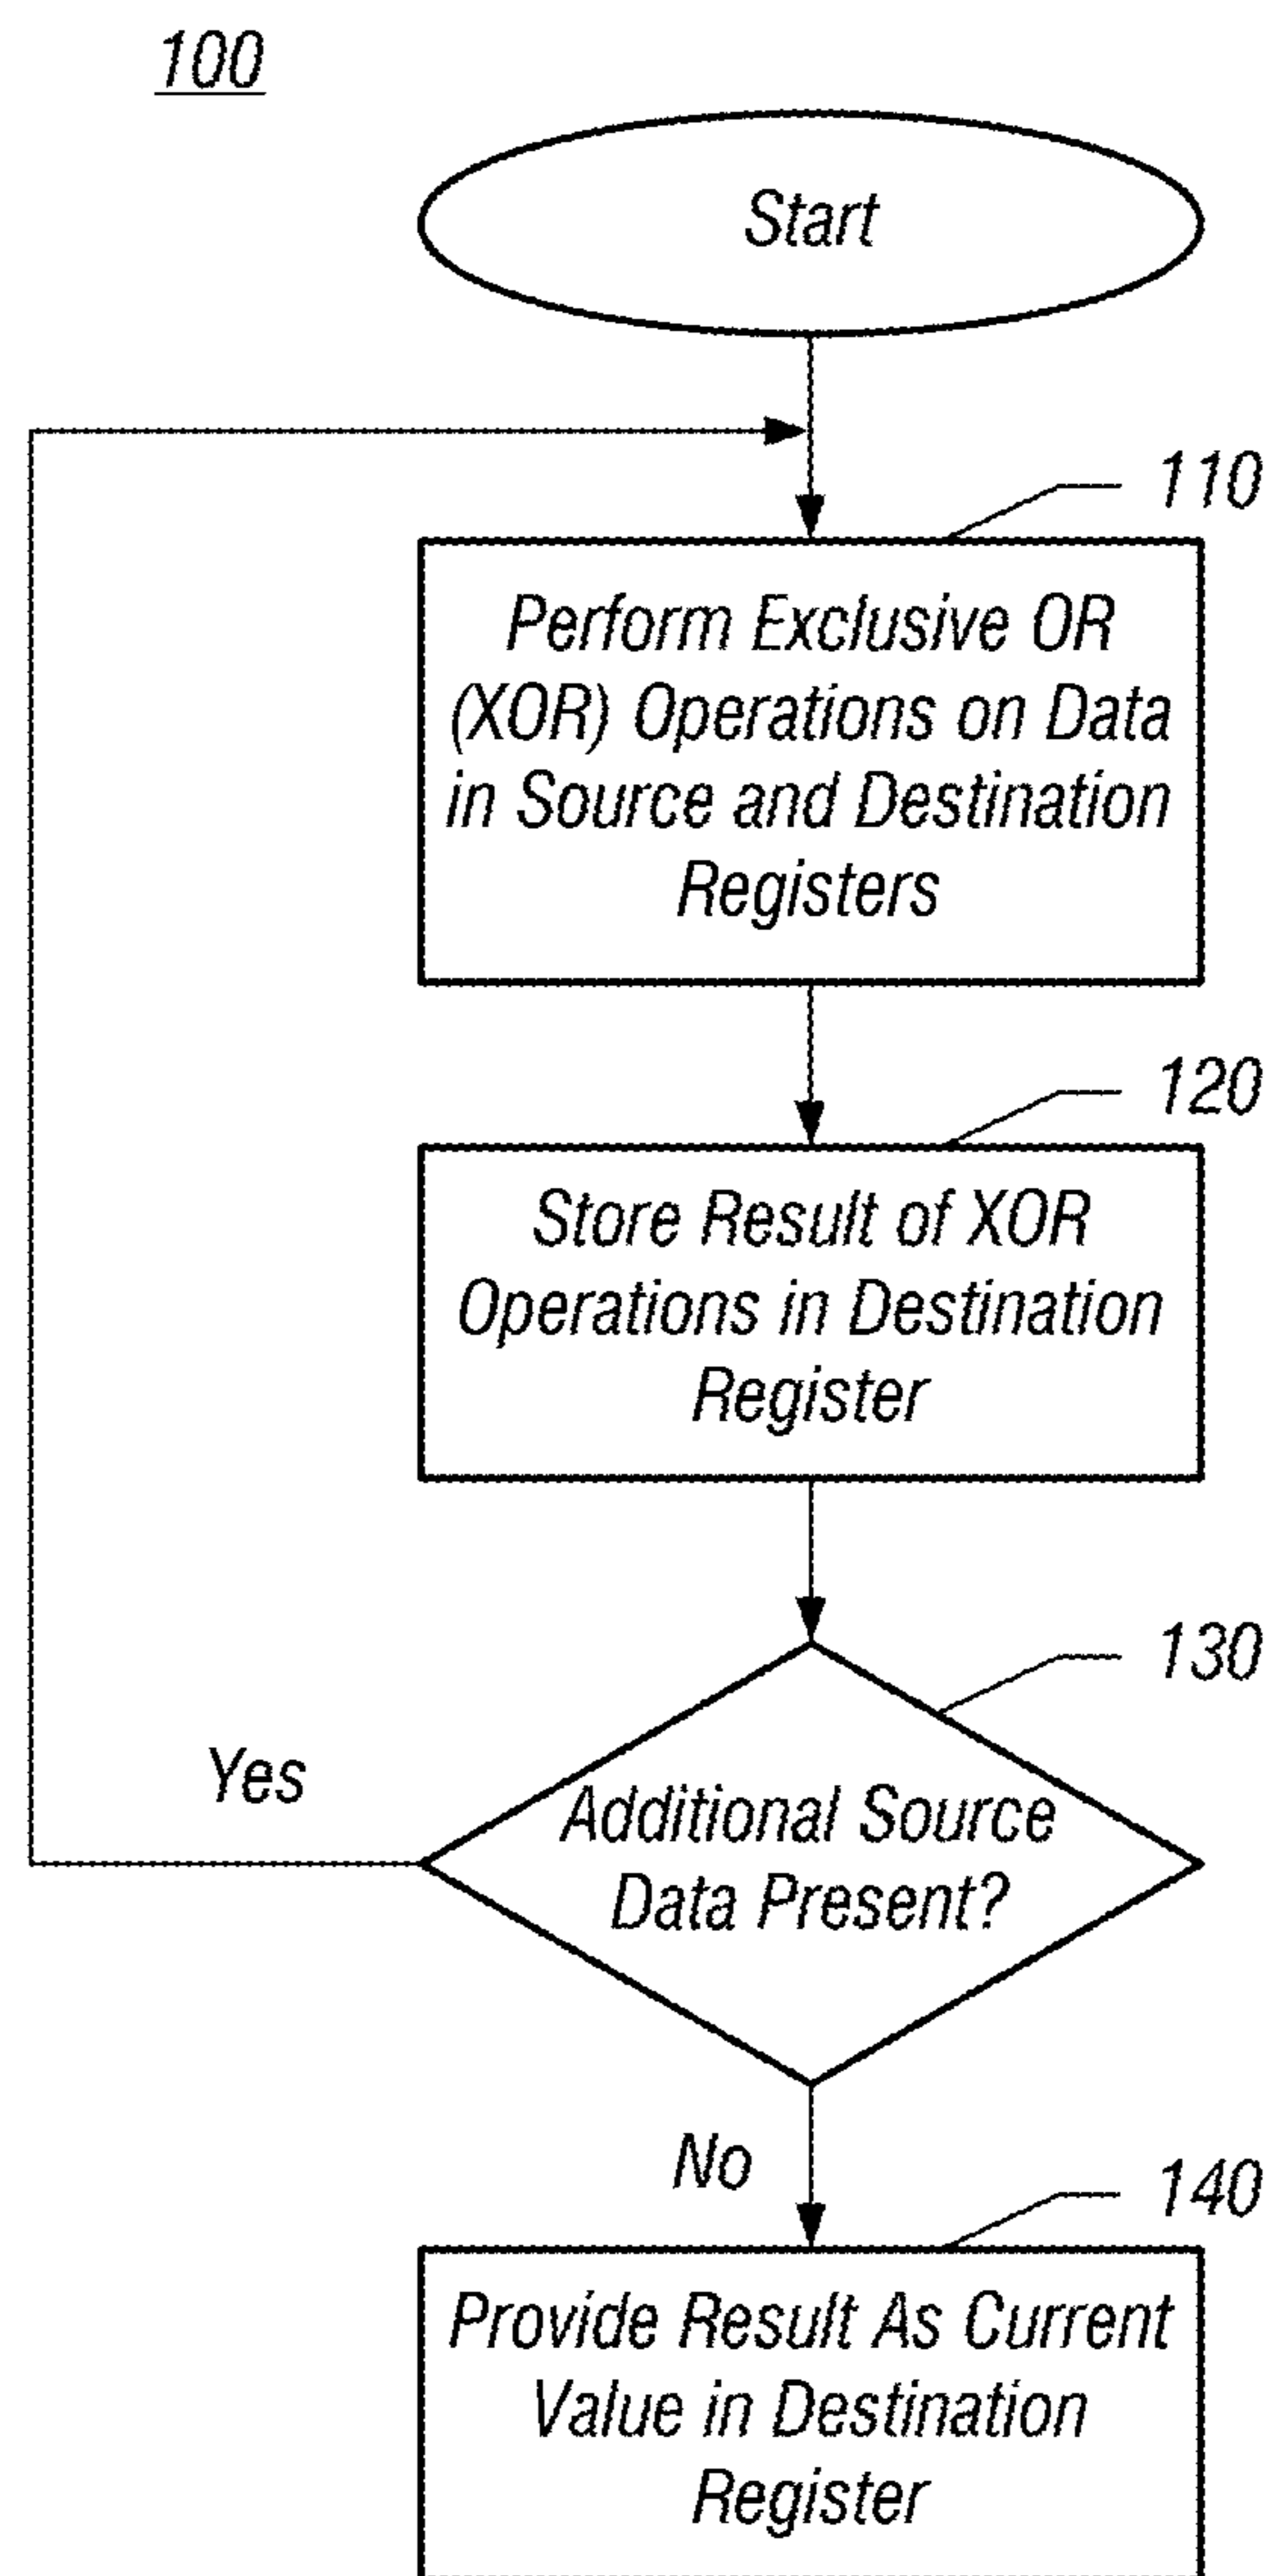 100
Start
110
Perform Exclusive OR
(XOR) Operations on Data
in Source and Destination
Registers
120
Store Result of XOR
Operations in Destination
Register
130
Yes
Additional Source
Data Present?
No
140
Provide Result As Current
Value in Destination
Register